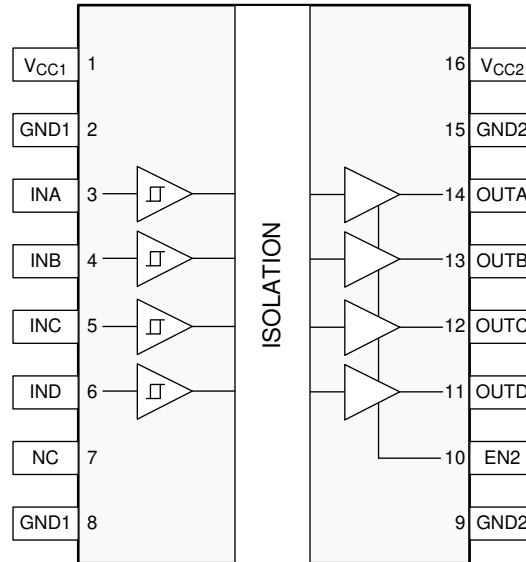 VCC1 1 16 VCC2
GND1 2 15 GND2
INA 3 14 OUTA
INB 4 13 OUTB
INC 5 12 OUTC
IND 6 11 OUTD
NC 7 10 EN2
GND1 8 9 GND2
ISOLATION